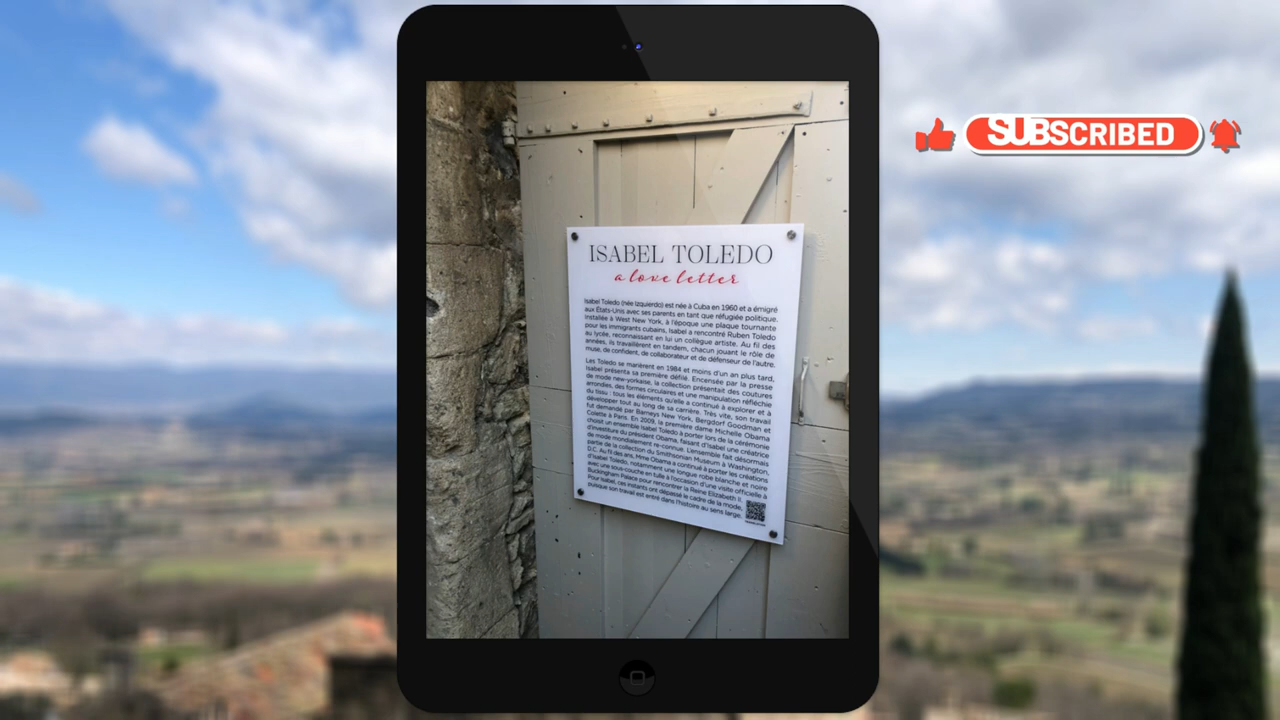 SUBSCRIBED
ISABEL TOLEDO
a love letter
Isabel Toledo (née Izquierdo) est née à Cuba en 1960 et a émigré
aux États-Unis avec ses parents en tant que réfugiée politique.
Installée à West New York, à l'époque une plaque tournante
pour les immigrants cubains, Isabel a rencontré Ruben Toledo
au lycée, reconnaissant en lui un collègue artiste. Au fil des
années, ils travaillèrent en tandem, chacun jouant le rôle de
muse, de confident, de collaborateur et de défenseur de l'autre.
Les Toledo se marièrent en 1984 et moins d'un an plus tard,
Isabel présenta sa première défilé. Encensée par la presse
de mode new-yorkaise, la collection présentait des coutures
arrondies, des formes circulaires et une manipulation réfléchie
du tissu : tous les éléments qu'elle a continué à explorer et à
développer tout au long de sa carrière. Très vite, son travail
fut demandé par Barneys New York, Bergdorf Goodman et
Colette à Paris. En 2009, la première dame Michelle Obama
choisit un ensemble Isabel Toledo à porter lors de la cérémonie
d'investiture du président Obama, faisant d'Isabel une créatrice
de mode mondialement re-connue. L'ensemble fait désormais
partie de la collection du Smithsonian Museum à Washington,
D.C. Au fil des ans, Mme Obama a continué à porter les créations
d'Isabel Toledo, notamment une longue robe blanche et noire
avec une sous-couche en tulle à l'occasion d'une visite officielle à
Buckingham Palace pour rencontrer la Reine Elizabeth II.
Pour Isabel, ces instants ont dépassé le cadre de la mode,
puisque son travail est entré dans l'histoire au sens large.